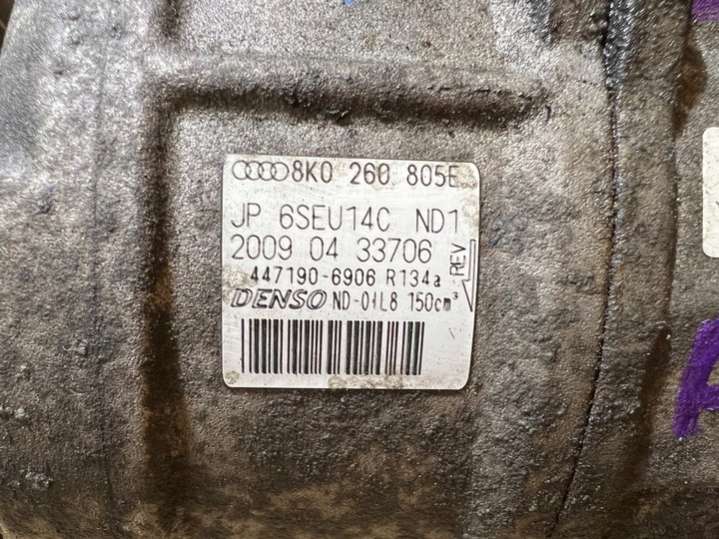 8K0 260 805E
JP 6SEU14C ND1
2009 04 33706
REV
447190-6906 R134a
DENSO ND-OIL8 150cm³